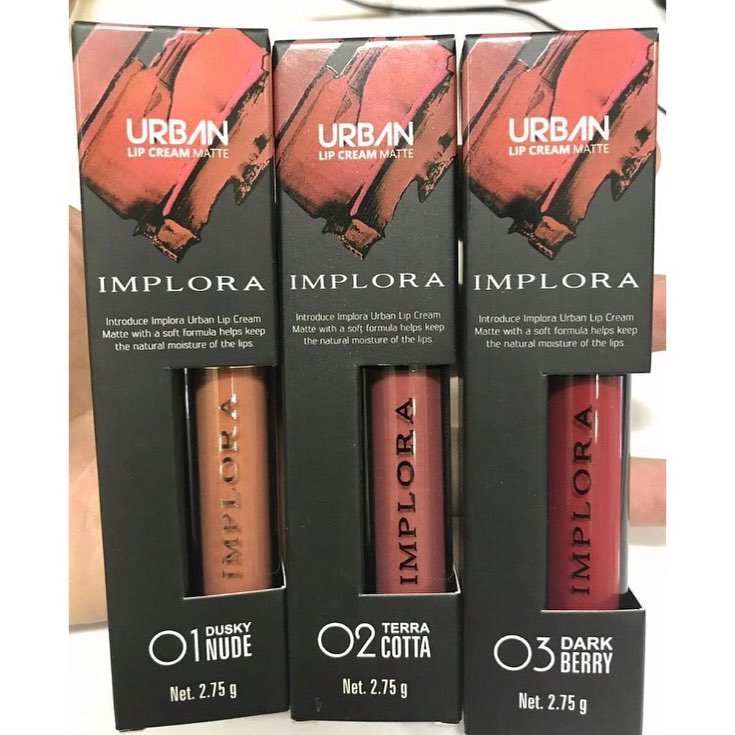 URBAN
LIP CREAM MATTE
IMPLORA
Introduce Implora Urban Lip Cream
Matte with a soft formula helps keep
the natural moisture of the lips.
IMPLORA
01 DUSKY
NUDE
Net. 2.75 g
URBAN
LIP CREAM MATTE
IMPLORA
Introduce Implora Urban Lip Cream
Matte with a soft formula helps keep
the natural moisture of the lips.
IMPLORA
02 TERRA
COTTA
Net. 2.75 g
URBAN
LIP CREAM MATTE
IMPLORA
Introduce Implora Urban Lip Cream
Matte with a soft formula helps keep
the natural moisture of the lips.
IMPLORA
03 DARK
BERRY
Net. 2.75 g